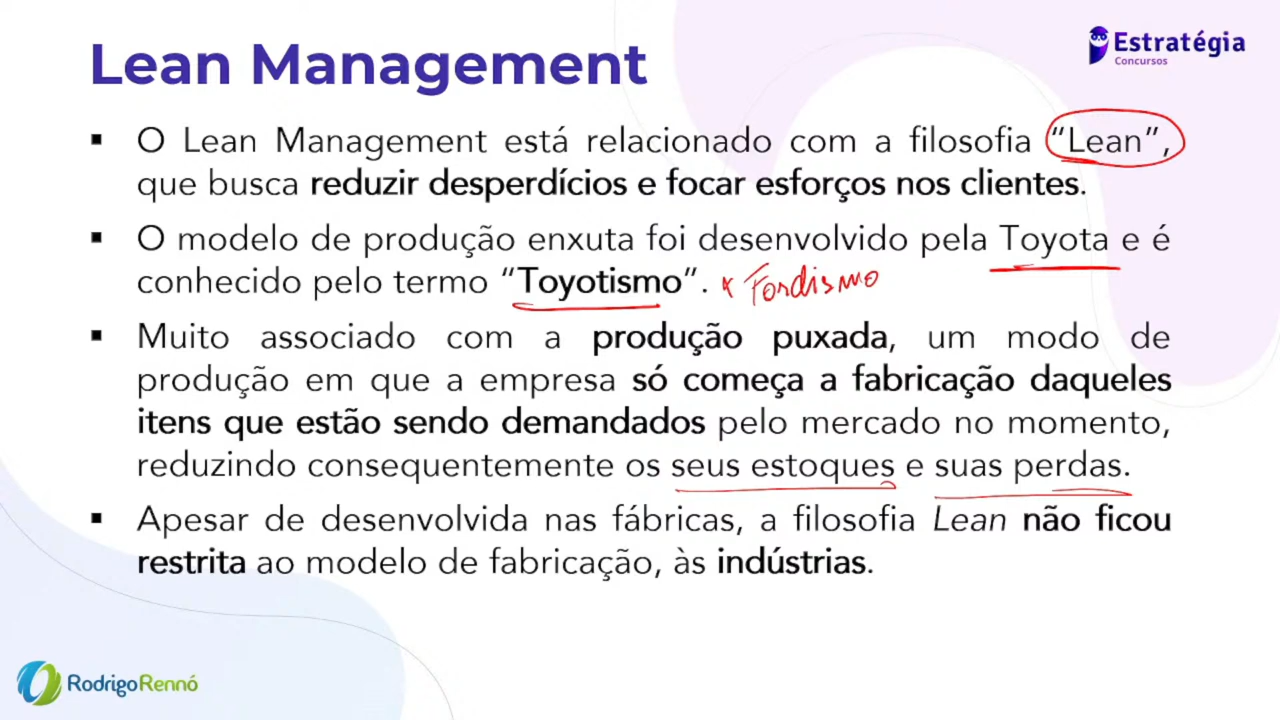 Lean Management
Estratégia
Concursos
▪ O Lean Management está relacionado com a filosofia “Lean”,
que busca reduzir desperdícios e focar esforços nos clientes.
▪ O modelo de produção enxuta foi desenvolvido pela Toyota e é
conhecido pelo termo “Toyotismo”. x Fordismo
▪ Muito associado com a produção puxada, um modo de
produção em que a empresa só começa a fabricação daqueles
itens que estão sendo demandados pelo mercado no momento,
reduzindo consequentemente os seus estoques e suas perdas.
▪ Apesar de desenvolvida nas fábricas, a filosofia Lean não ficou
restrita ao modelo de fabricação, às indústrias.
RodrigoRennó